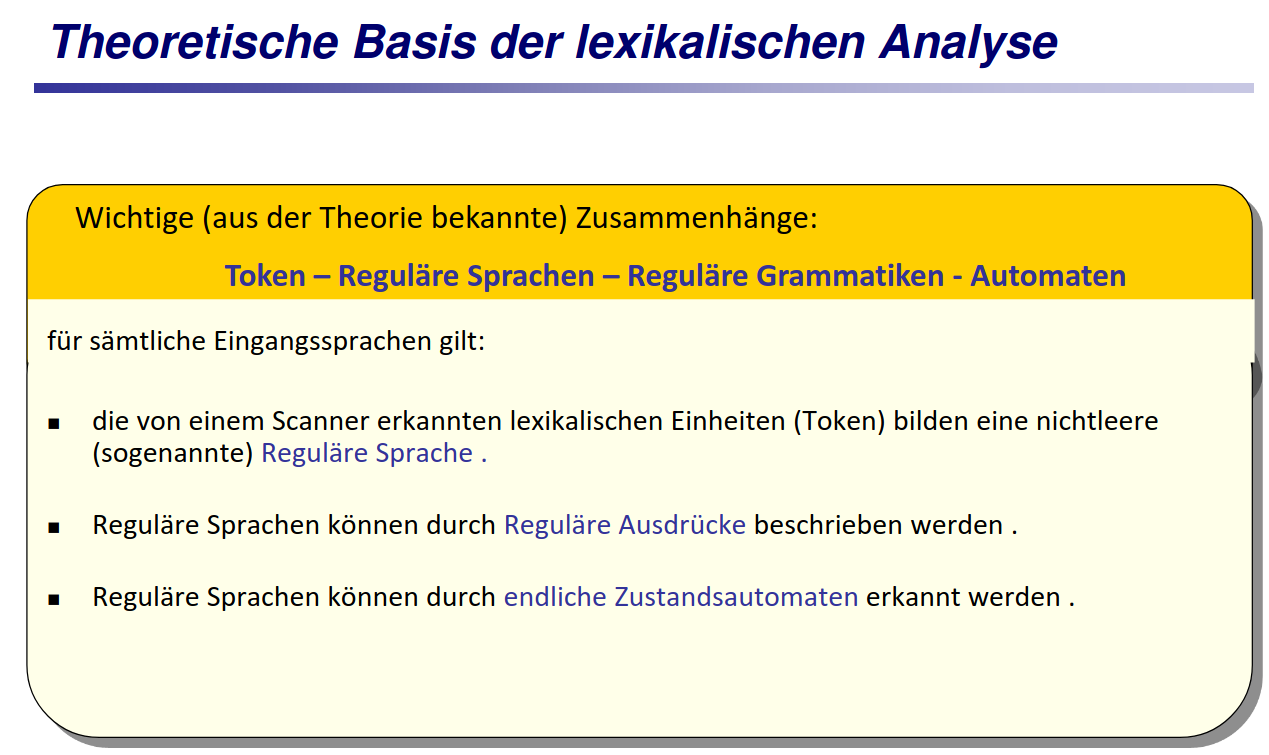 Theoretische Basis der lexikalischen Analyse
Wichtige (aus der Theorie bekannte) Zusammenhänge:
Token – Reguläre Sprachen – Reguläre Grammatiken - Automaten
für sämtliche Eingangssprachen gilt:
▪ die von einem Scanner erkannten lexikalischen Einheiten (Token) bilden eine nichtleere
(sogenannte) Reguläre Sprache .
▪ Reguläre Sprachen können durch Reguläre Ausdrücke beschrieben werden .
▪ Reguläre Sprachen können durch endliche Zustandsautomaten erkannt werden .